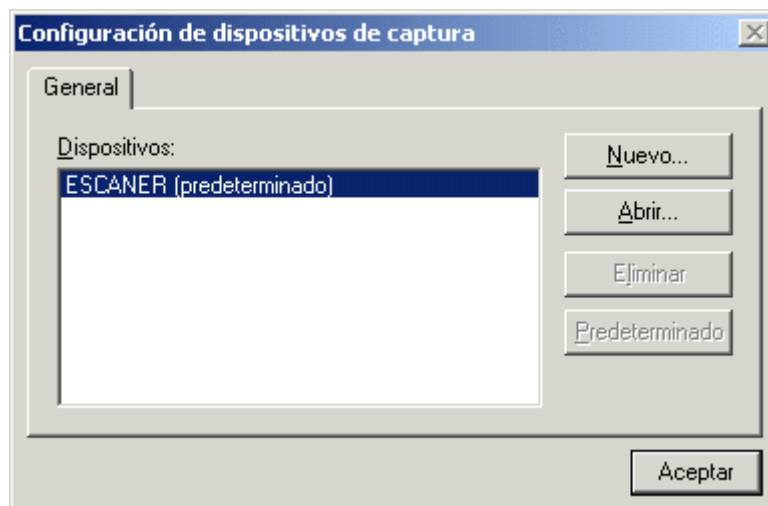 Configuración de dispositivos de captura
General
Dispositivos:
ESCANER (predeterminado)
Nuevo...
Abrir...
Eliminar
Predeterminado
Aceptar